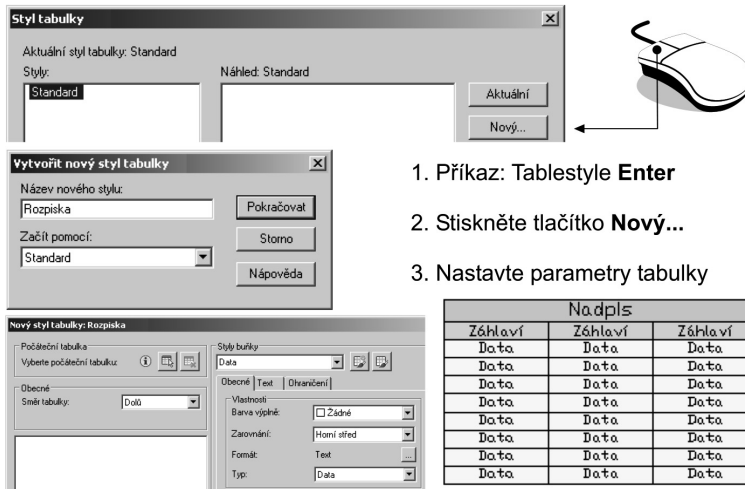 Styl tabulky
Aktuální styl tabulky: Standard
Styly:
Náhled: Standard
Standard
Aktuální
Nový...
Vytvořit nový styl tabulky
Název nového stylu:
Rozpiska
Pokračovat
Začít pomocí:
Storno
Standard
Nápověda
1. Příkaz: Tablestyle Enter
2. Stiskněte tlačítko Nový...
3. Nastavte parametry tabulky
Nový styl tabulky: Rozpiska
Počáteční tabulka
Vyberte počáteční tabulku:
Obecné
Směr tabulky: Dolů
Styly buňky
Data
Obecné Text Ohraničení
Vlastnosti
Barva výplně: Žádné
Zarovnání: Horní střed
Formát: Text ...
Typ: Data
Nadpis
Záhlaví Záhlaví Záhlaví
Data Data Data
Data Data Data
Data Data Data
Data Data Data
Data Data Data
Data Data Data
Data Data Data
Data Data Data